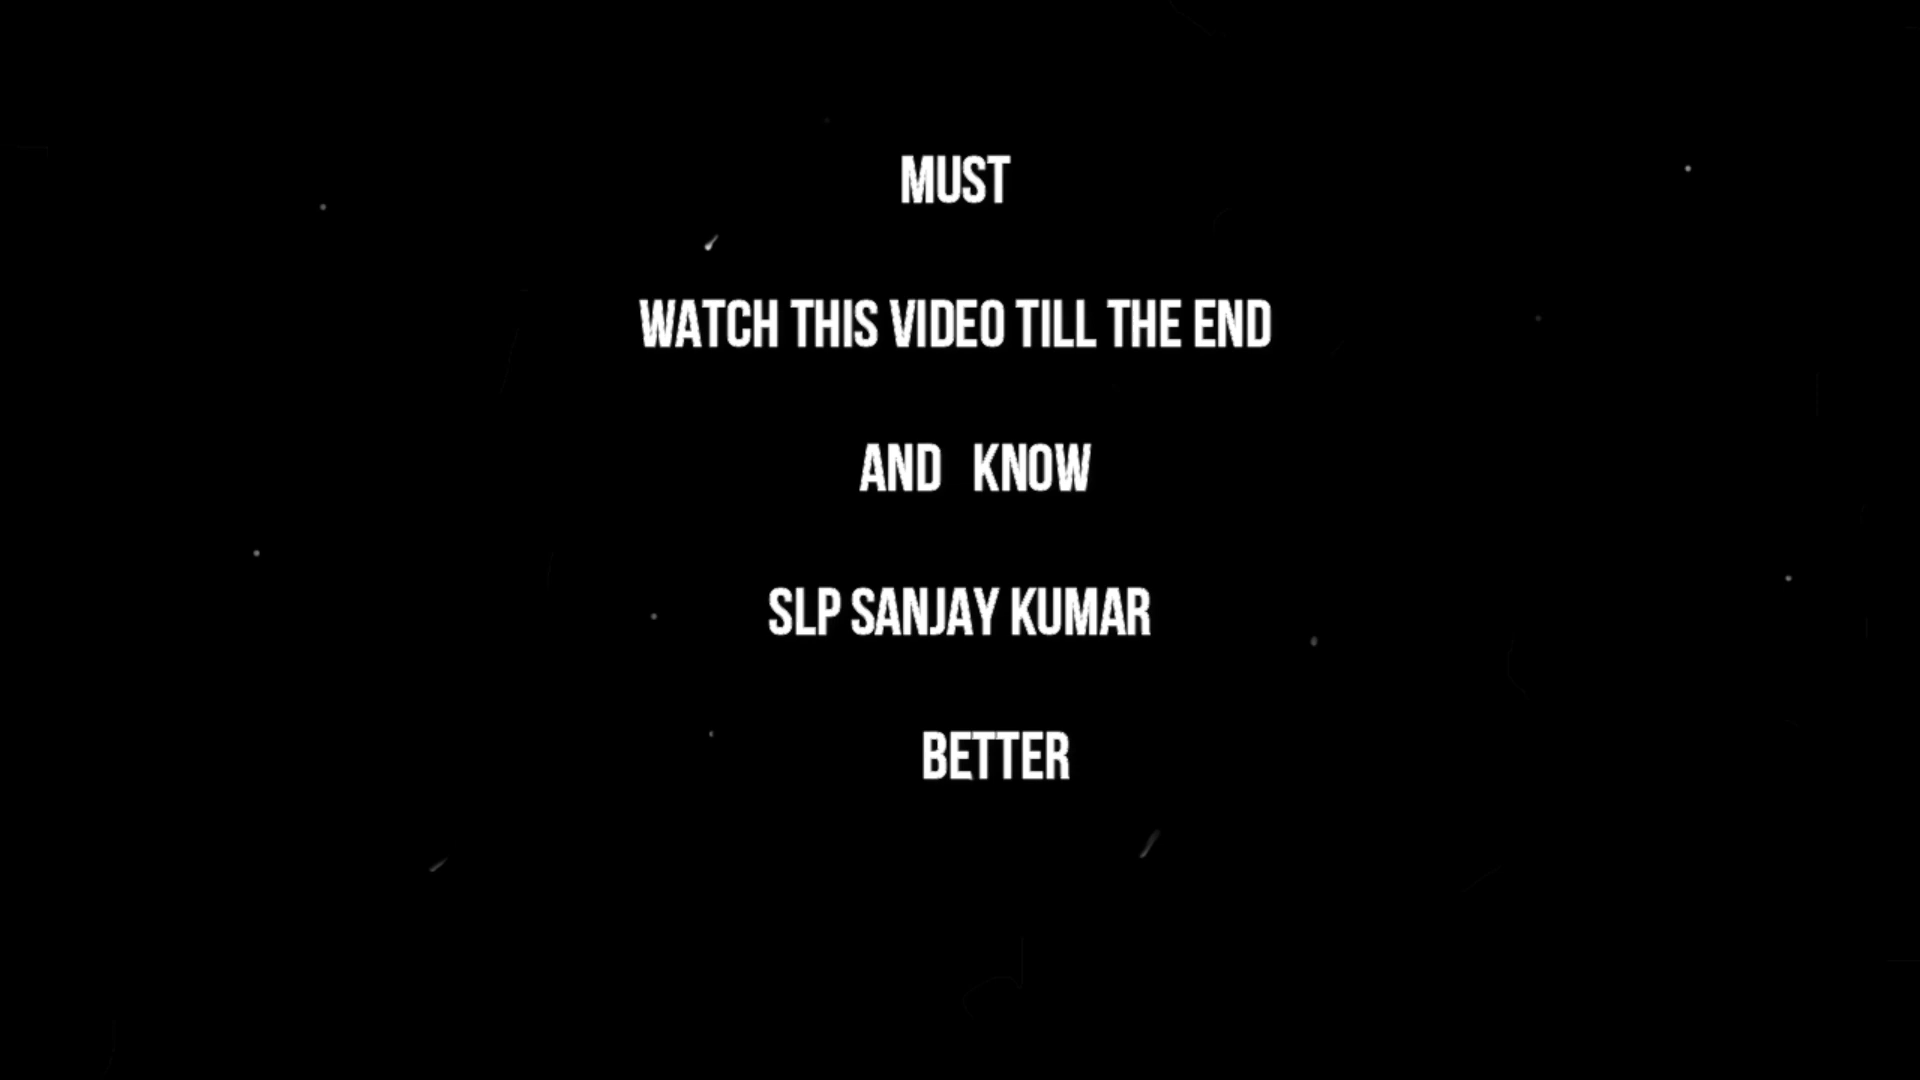 MUST
WATCH THIS VIDEO TILL THE END
AND KNOW
SLP SANJAY KUMAR
BETTER